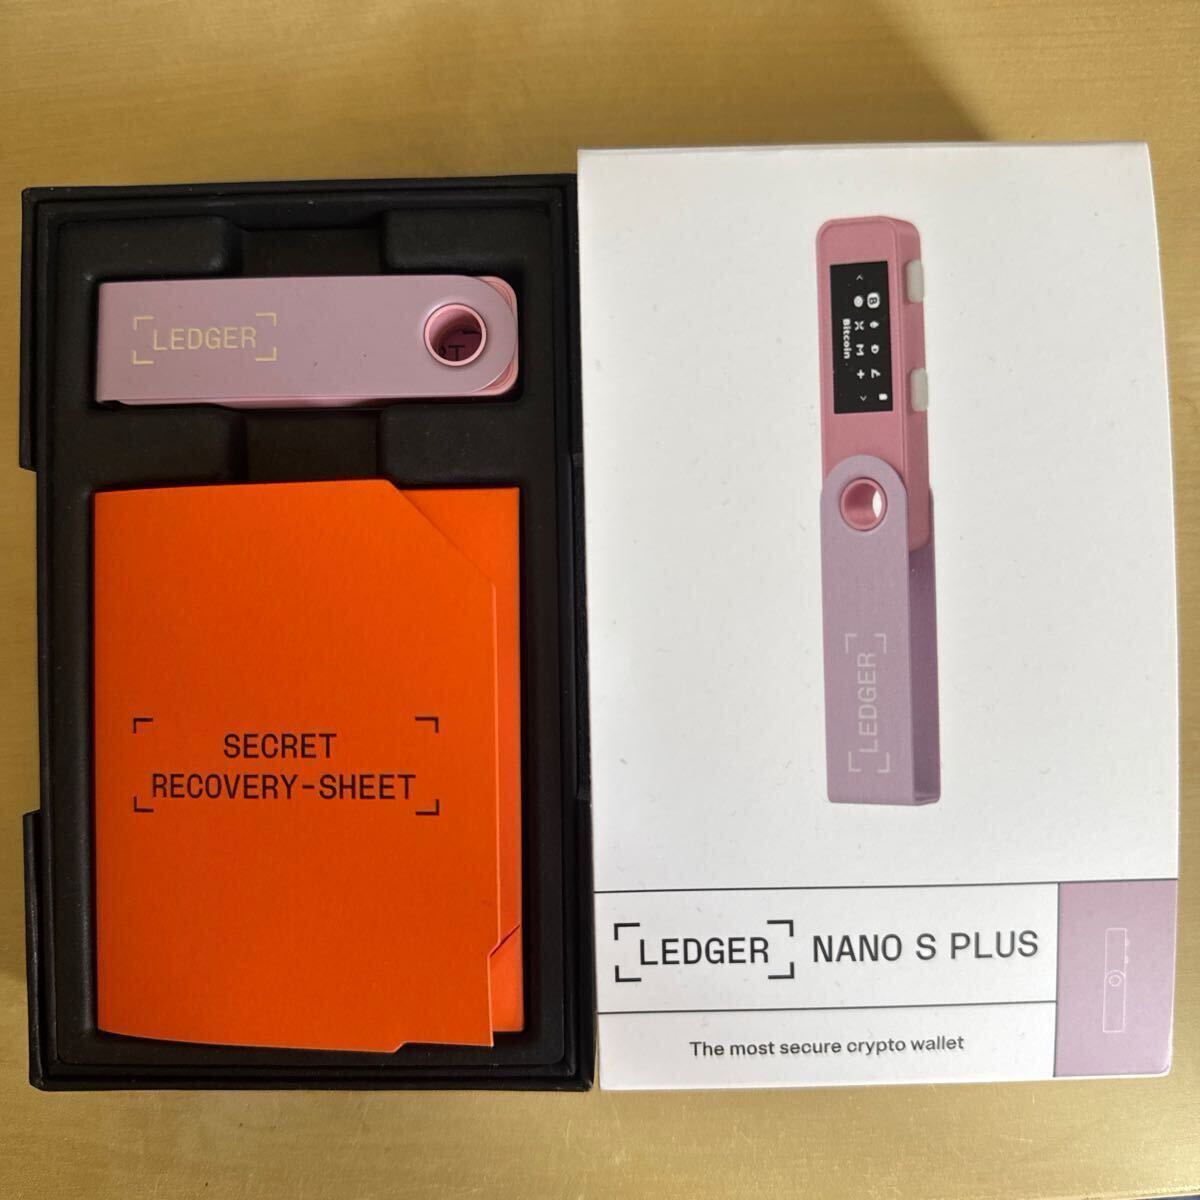 LEDGER
SECRET
RECOVERY-SHEET
Bitcoin
LEDGER
LEDGER NANO S PLUS
The most secure crypto wallet